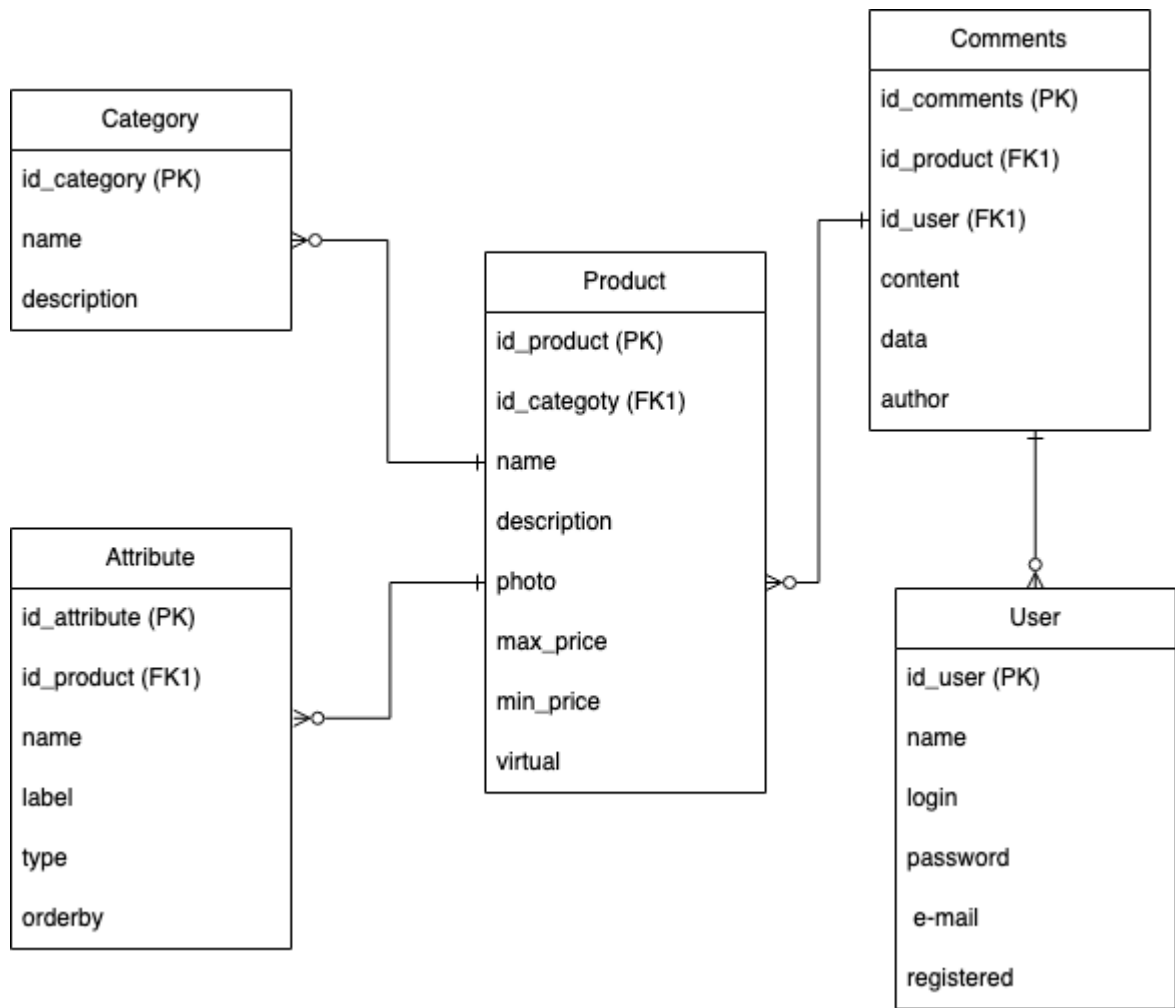 Category
id_category (PK)
name
description
Attribute
id_attribute (PK)
id_product (FK1)
name
label
type
orderby
Product
id_product (PK)
id_categoty (FK1)
name
description
photo
max_price
min_price
virtual
Comments
id_comments (PK)
id_product (FK1)
id_user (FK1)
content
data
author
User
id_user (PK)
name
login
password
e-mail
registered